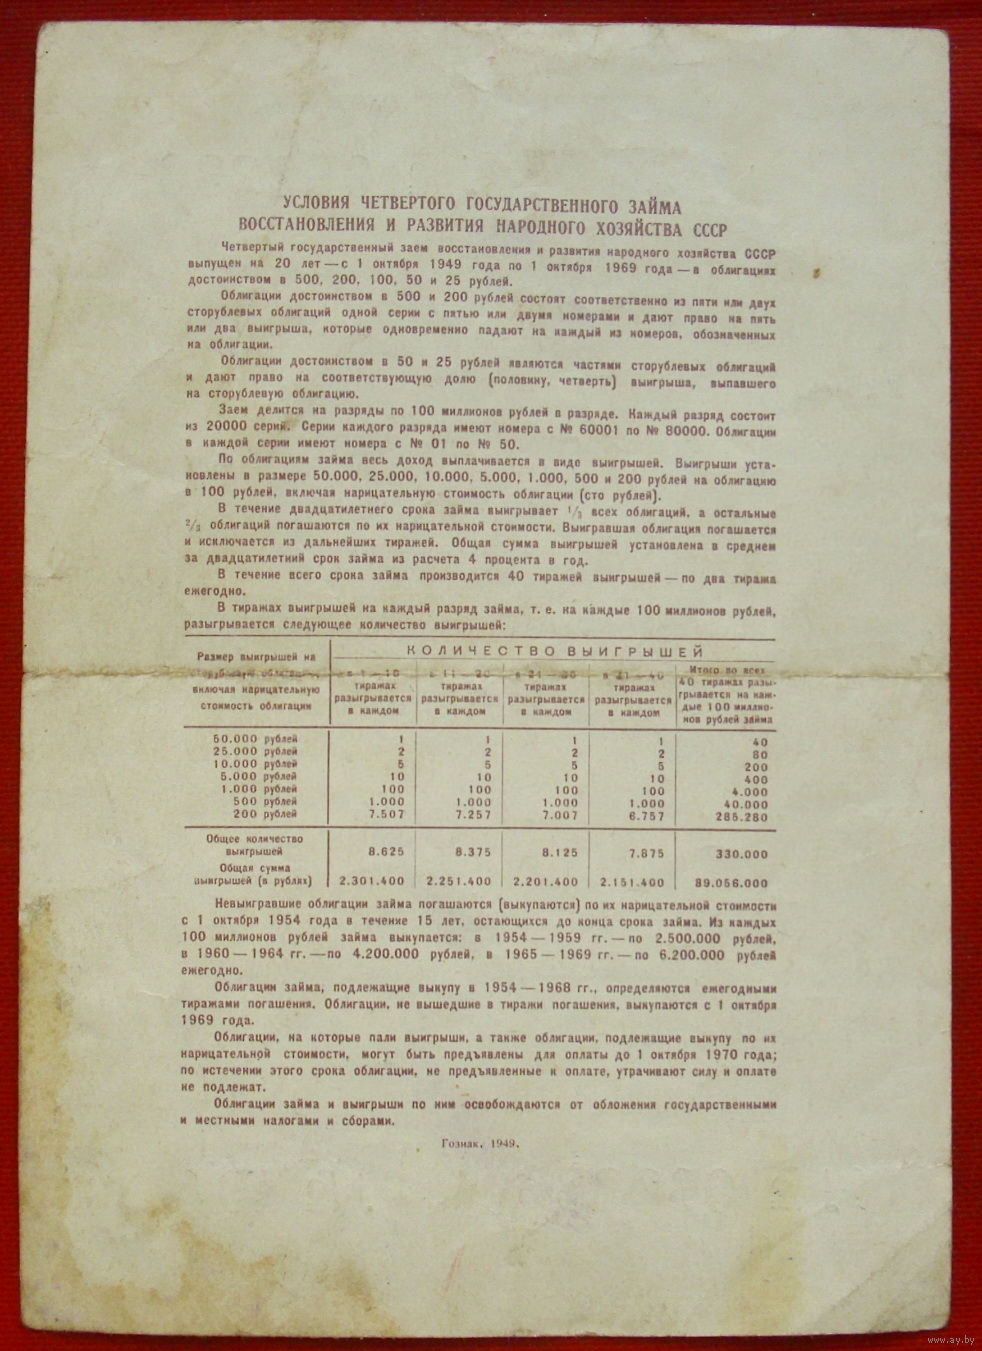 УСЛОВИЯ ЧЕТВЕРТОГО ГОСУДАРСТВЕННОГО ЗАЙМА
ВОССТАНОВЛЕНИЯ И РАЗВИТИЯ НАРОДНОГО ХОЗЯЙСТВА СССР
Четвертый государственный заем восстановления и развития народного хозяйства СССР
выпущен на 20 лет — с 1 октября 1949 года по 1 октября 1969 года — в облигациях
достоинством в 500, 200, 100, 50 и 25 рублей.
Облигации достоинством в 500 и 200 рублей состоят соответственно из пяти или двух
сторублевых облигаций одной серии с пятью или двумя номерами и дают право на пять
или два выигрыша, которые одновременно падают на каждый из номеров, обозначенных
на облигации.
Облигации достоинством в 50 и 25 рублей являются частями сторублевых облигаций
и дают право на соответствующую долю (половину, четверть) выигрыша, выпавшего
на сторублевую облигацию.
Заем делится на разряды по 100 миллионов рублей в разряде. Каждый разряд состоит
из 20000 серий. Серии каждого разряда имеют номера с № 60001 по № 80000. Облигации
в каждой серии имеют номера с № 01 по № 50.
По облигациям займа весь доход выплачивается в виде выигрышей. Выигрыши уста-
новлены в размере 50.000, 25.000, 10.000, 5.000, 1.000, 500 и 200 рублей на облигацию
в 100 рублей, включая нарицательную стоимость облигации (сто рублей).
В течение двадцатилетнего срока займа выигрывает 1/3 всех облигаций, а остальные
2/3 облигаций погашаются по их нарицательной стоимости. Выигравшая облигация погашается
и исключается из дальнейших тиражей. Общая сумма выигрышей установлена в среднем
за двадцатилетний срок займа из расчета 4 процента в год.
В течение всего срока займа производится 40 тиражей выигрышей — по два тиража
ежегодно.
В тиражах выигрышей на каждый разряд займа, т. е. на каждые 100 миллионов рублей,
разыгрывается следующее количество выигрышей:
Размер выигрышей на
сторублевую облигацию,
включая нарицательную
стоимость облигации
КОЛИЧЕСТВО ВЫИГРЫШЕЙ
в 1 — 10
тиражах
разыгрывается
в каждом
в 11 — 20
тиражах
разыгрывается
в каждом
в 21 — 30
тиражах
разыгрывается
в каждом
в 31 — 40
тиражах
разыгрывается
в каждом
Итого во всех
40 тиражах разы-
грывается на каж-
дые 100 миллио-
нов рублей займа
50.000 рублей 1 1 1 1 40
25.000 рублей 2 2 2 2 80
10.000 рублей 5 5 5 5 200
5.000 рублей 10 10 10 10 400
1.000 рублей 100 100 100 100 4.000
500 рублей 1.000 1.000 1.000 1.000 40.000
200 рублей 7.507 7.257 7.007 6.757 285.280
Общее количество
выигрышей 8.625 8.375 8.125 7.875 330.000
Общая сумма
выигрышей (в рублях) 2.301.400 2.251.400 2.201.400 2.151.400 89.056.000
Невыигравшие облигации займа погашаются (выкупаются) по их нарицательной стоимости
с 1 октября 1954 года в течение 15 лет, остающихся до конца срока займа. Из каждых
100 миллионов рублей займа выкупается: в 1954 — 1959 гг. — по 2.500.000 рублей,
в 1960 — 1964 гг. — по 4.200.000 рублей, в 1965 — 1969 гг. — по 6.200.000 рублей
ежегодно.
Облигации займа, подлежащие выкупу в 1954 — 1968 гг., определяются ежегодными
тиражами погашения. Облигации, не вышедшие в тиражи погашения, выкупаются с 1 октября
1969 года.
Облигации, на которые пали выигрыши, а также облигации, подлежащие выкупу по их
нарицательной стоимости, могут быть предъявлены для оплаты до 1 октября 1970 года;
по истечении этого срока облигации, не предъявленные к оплате, утрачивают силу и оплате
не подлежат.
Облигации займа и выигрыши по ним освобождаются от обложения государственными
и местными налогами и сборами.
Гознак. 1949.
www.ay.by